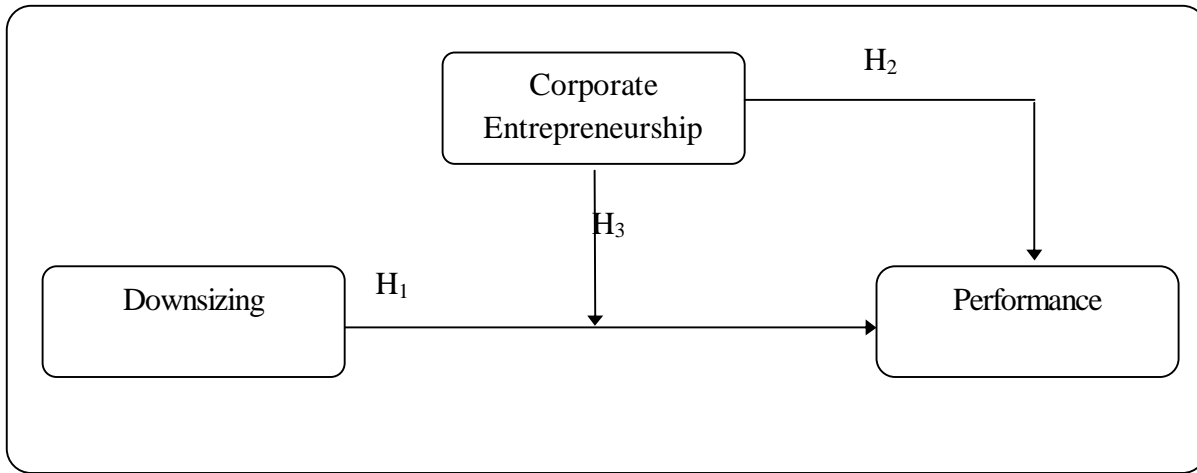 Corporate
Entrepreneurship
H₂
H₃
Downsizing
H₁
Performance